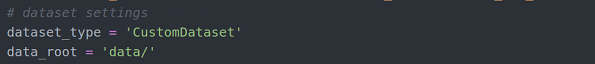 # dataset settings
dataset_type = 'CustomDataset'
data_root = 'data/'